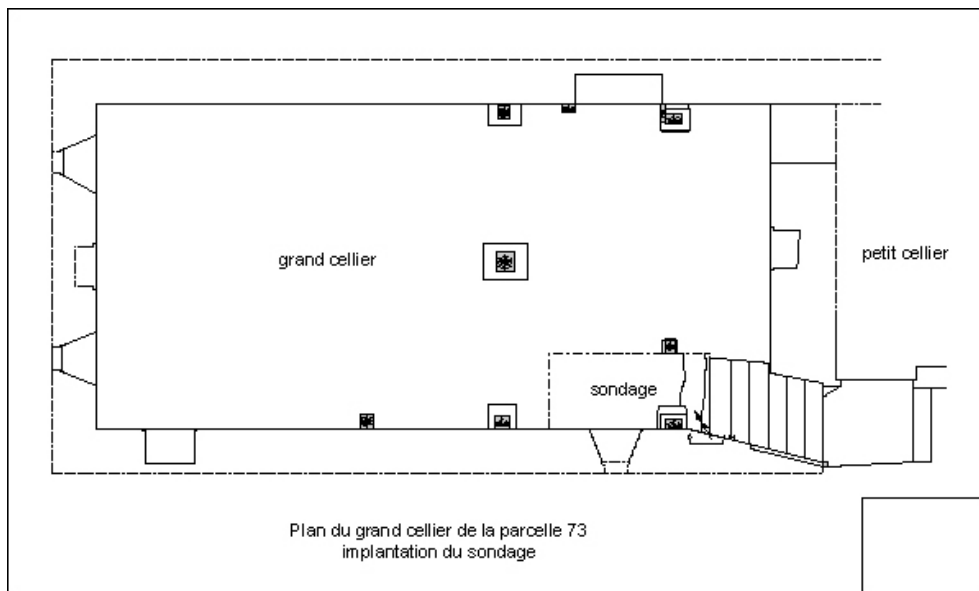 grand cellier
petit cellier
sondage
Plan du grand cellier de la parcelle 73
implantation du sondage